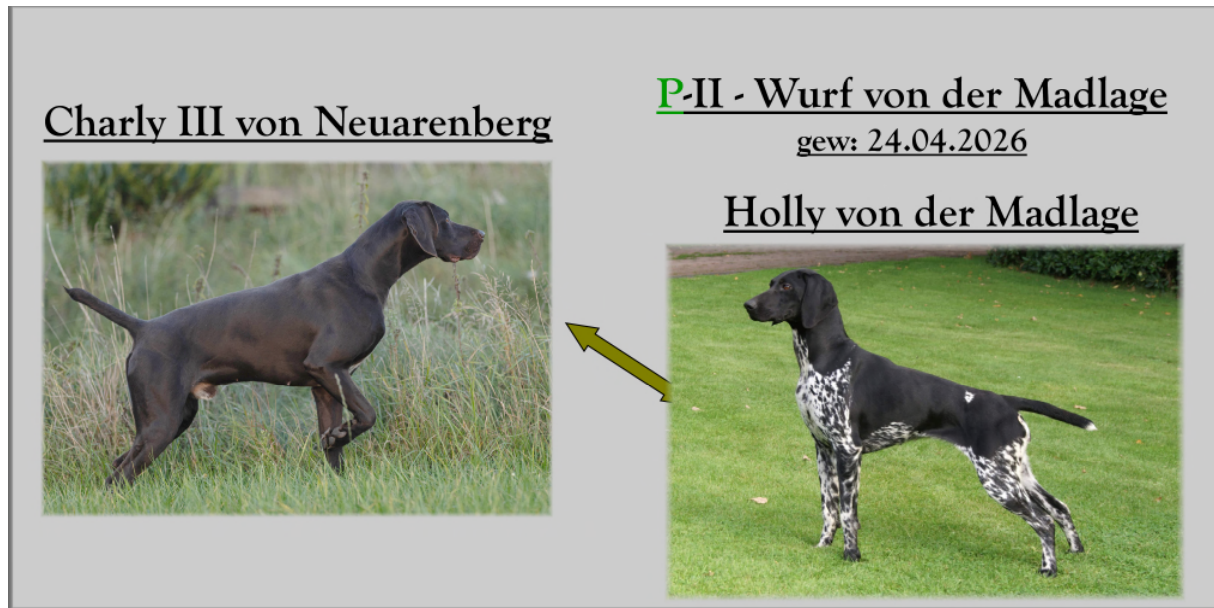 Charly III von Neuarenberg
P-II - Wurf von der Madlage
gew: 24.04.2026
Holly von der Madlage